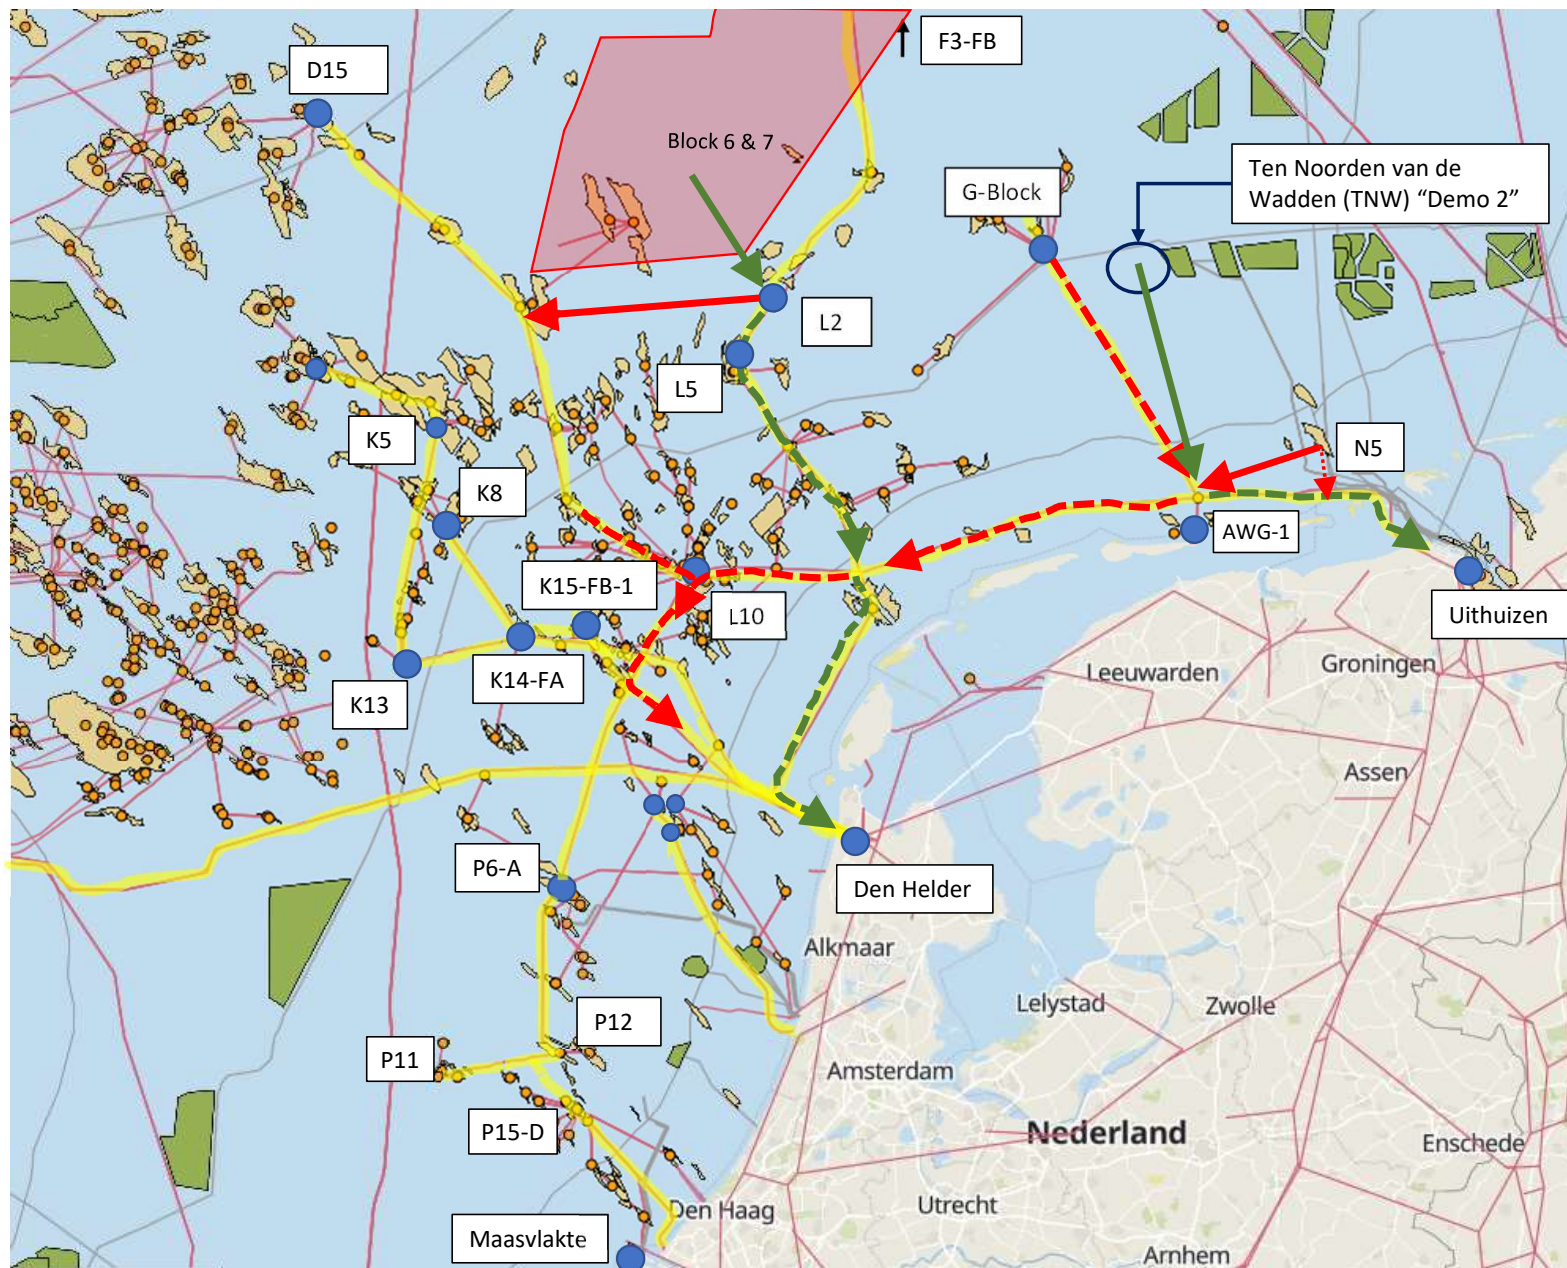 F3-FB
D15
Block 6 & 7
Ten Noorden van de
Wadden (TNW) “Demo 2”
G-Block
L2
L5
K5
N5
K8
AWG-1
K15-FB-1
L10
Uithuizen
K14-FA
Leeuwarden
Groningen
K13
Assen
P6-A
Den Helder
Alkmaar
Lelystad
Zwolle
P12
P11
Amsterdam
P15-D
Nederland
Enschede
Den Haag
Utrecht
Maasvlakte
Arnhem